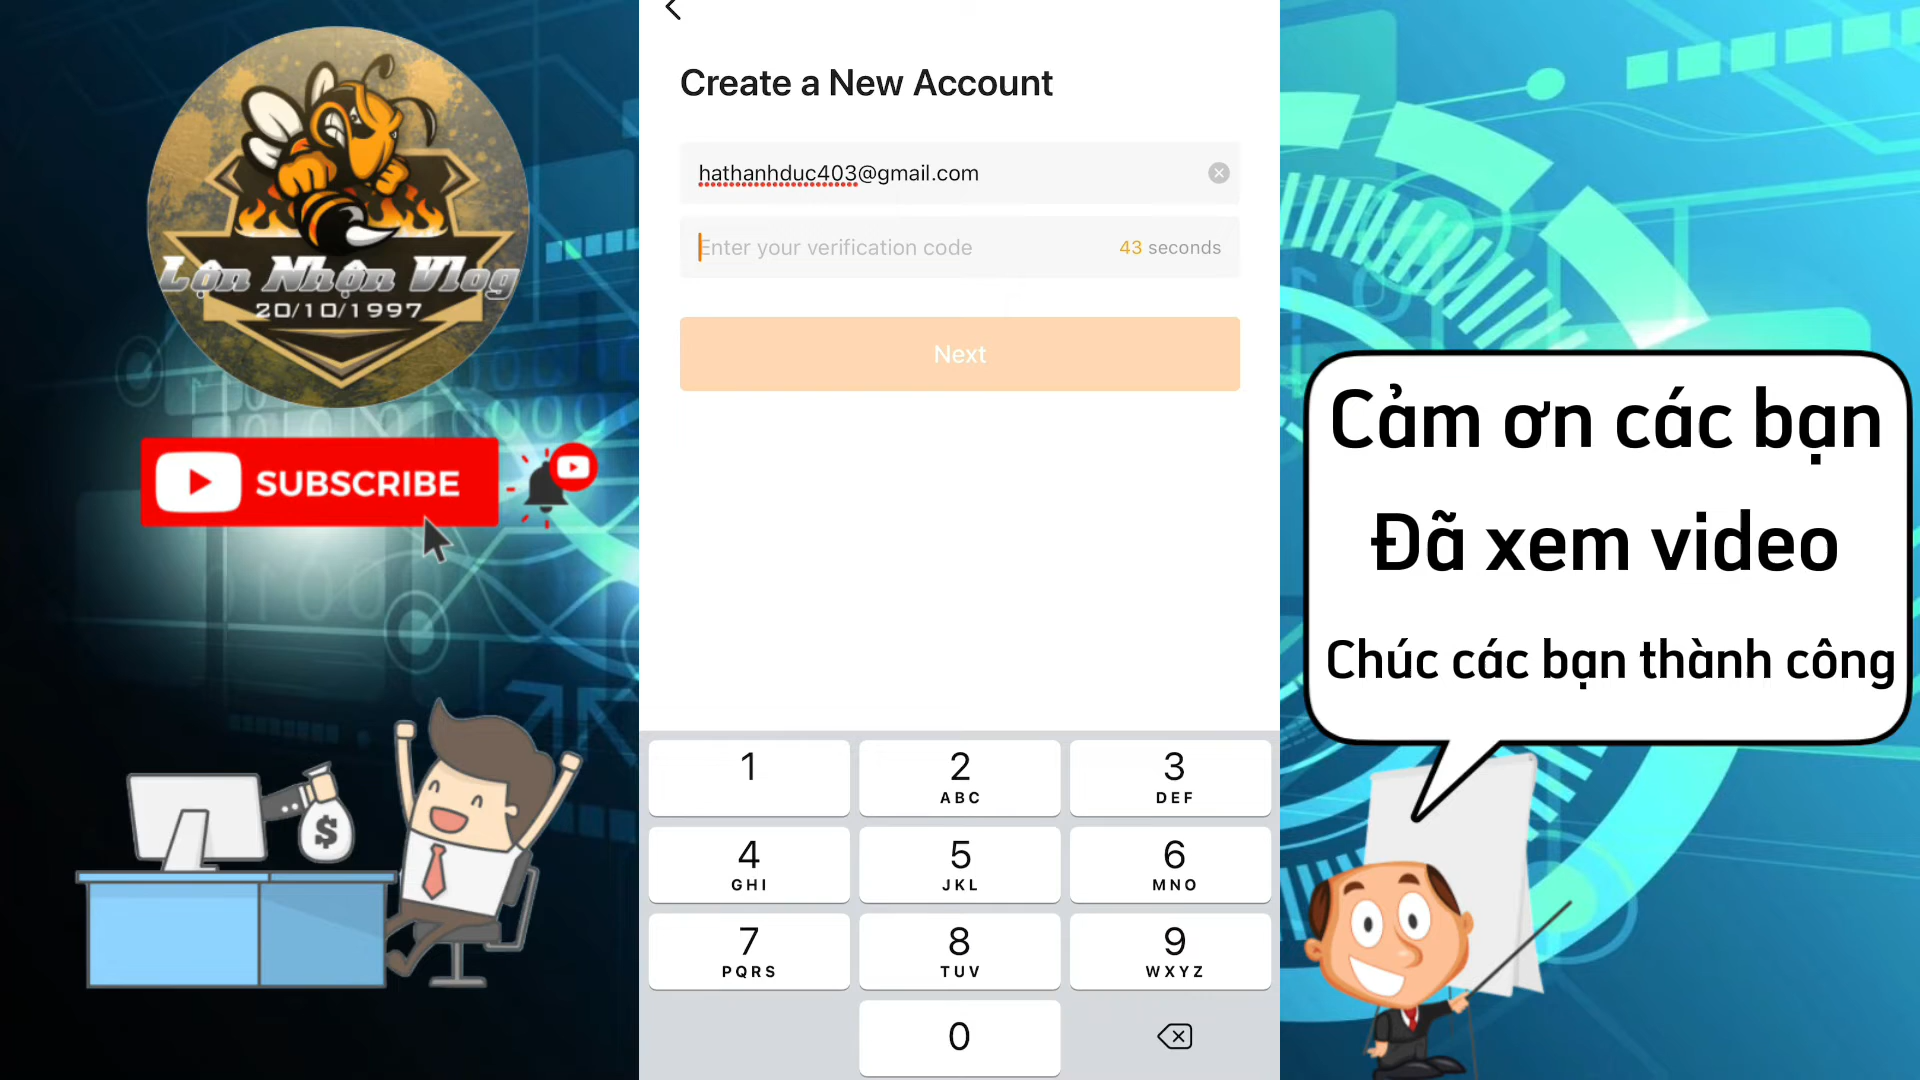 Lộn Nhộn Vlog
20/10/1997
SUBSCRIBE
$
Create a New Account
hathanhduc403@gmail.com
Enter your verification code
43 seconds
Next
1
2
ABC
3
DEF
4
GHI
5
JKL
6
MNO
7
PQRS
8
TUV
9
WXYZ
0
Cảm ơn các bạn
Đã xem video
Chúc các bạn thành công